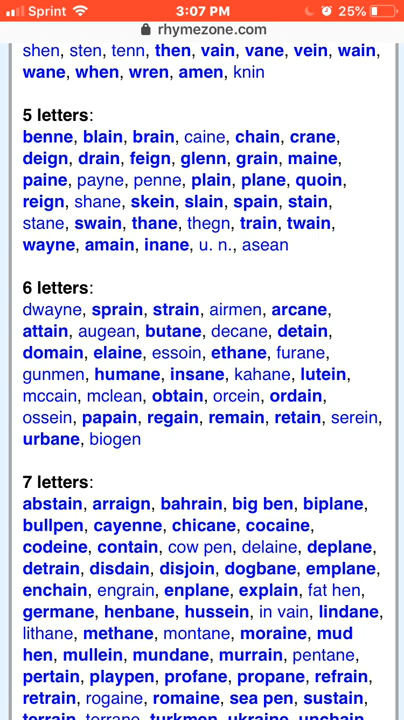 Sprint 3:07 PM 25%
rhymezone.com
shen, sten, tenn, then, vain, vane, vein, wain,
wane, when, wren, amen, knin
5 letters:
benne, blain, brain, caine, chain, crane,
deign, drain, feign, glenn, grain, maine,
paine, payne, penne, plain, plane, quoin,
reign, shane, skein, slain, spain, stain,
stane, swain, thane, thegn, train, twain,
wayne, amain, inane, u. n., asean
6 letters:
dwayne, sprain, strain, airmen, arcane,
attain, augean, butane, decane, detain,
domain, elaine, essoin, ethane, furane,
gunmen, humane, insane, kahane, lutein,
mccain, mclean, obtain, orcein, ordain,
ossein, papain, regain, remain, retain, serein,
urbane, biogen
7 letters:
abstain, arraign, bahrain, big ben, biplane,
bullpen, cayenne, chicane, cocaine,
codeine, contain, cow pen, delaine, deplane,
detrain, disdain, disjoin, dogbane, emplane,
enchain, engrain, enplane, explain, fat hen,
germane, henbane, hussein, in vain, lindane,
lithane, methane, montane, moraine, mud
hen, mullein, mundane, murrain, pentane,
pertain, playpen, profane, propane, refrain,
retrain, rogaine, romaine, sea pen, sustain,
terrain, terrane, turkmen, ukraine, unchain